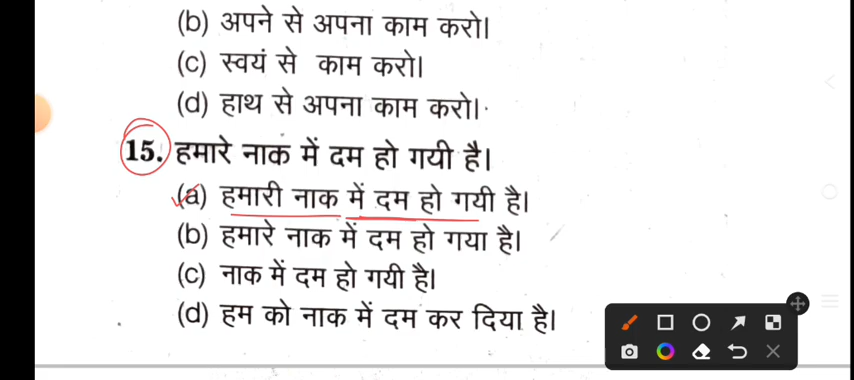 (b) अपने से अपना काम करो।
(c) स्वयं से काम करो।
(d) हाथ से अपना काम करो।
15. हमारे नाक में दम हो गयी है।
(a) हमारी नाक में दम हो गयी है।
(b) हमारे नाक में दम हो गया है।
(c) नाक में दम हो गयी है।
(d) हम को नाक में दम कर दिया है।